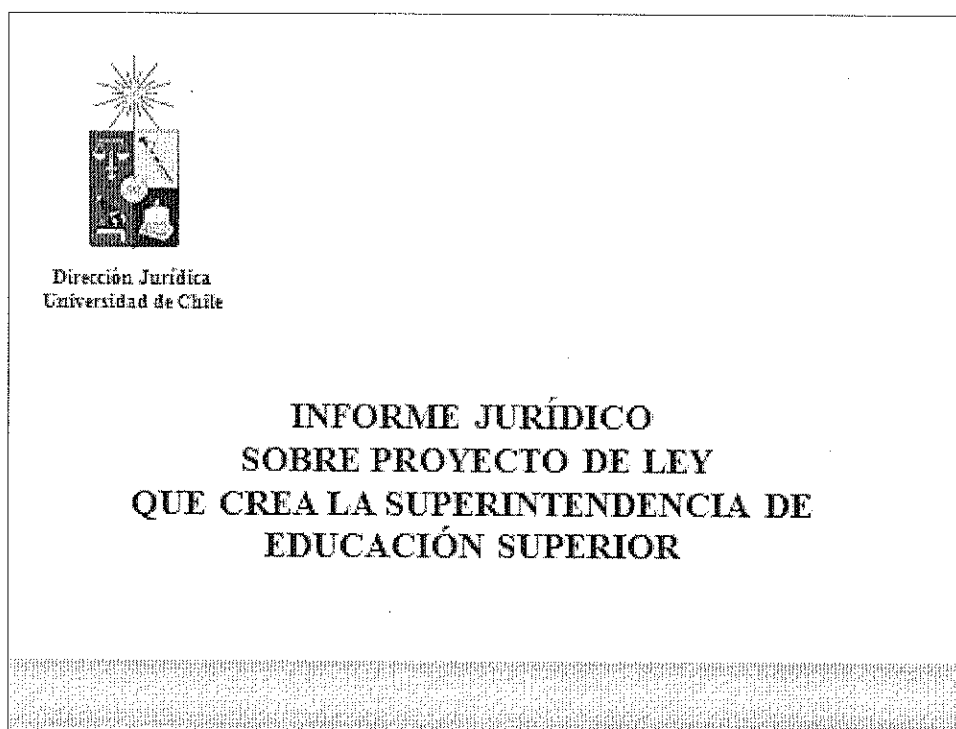 Dirección Jurídica
Universidad de Chile
INFORME JURÍDICO
SOBRE PROYECTO DE LEY
QUE CREA LA SUPERINTENDENCIA DE
EDUCACIÓN SUPERIOR